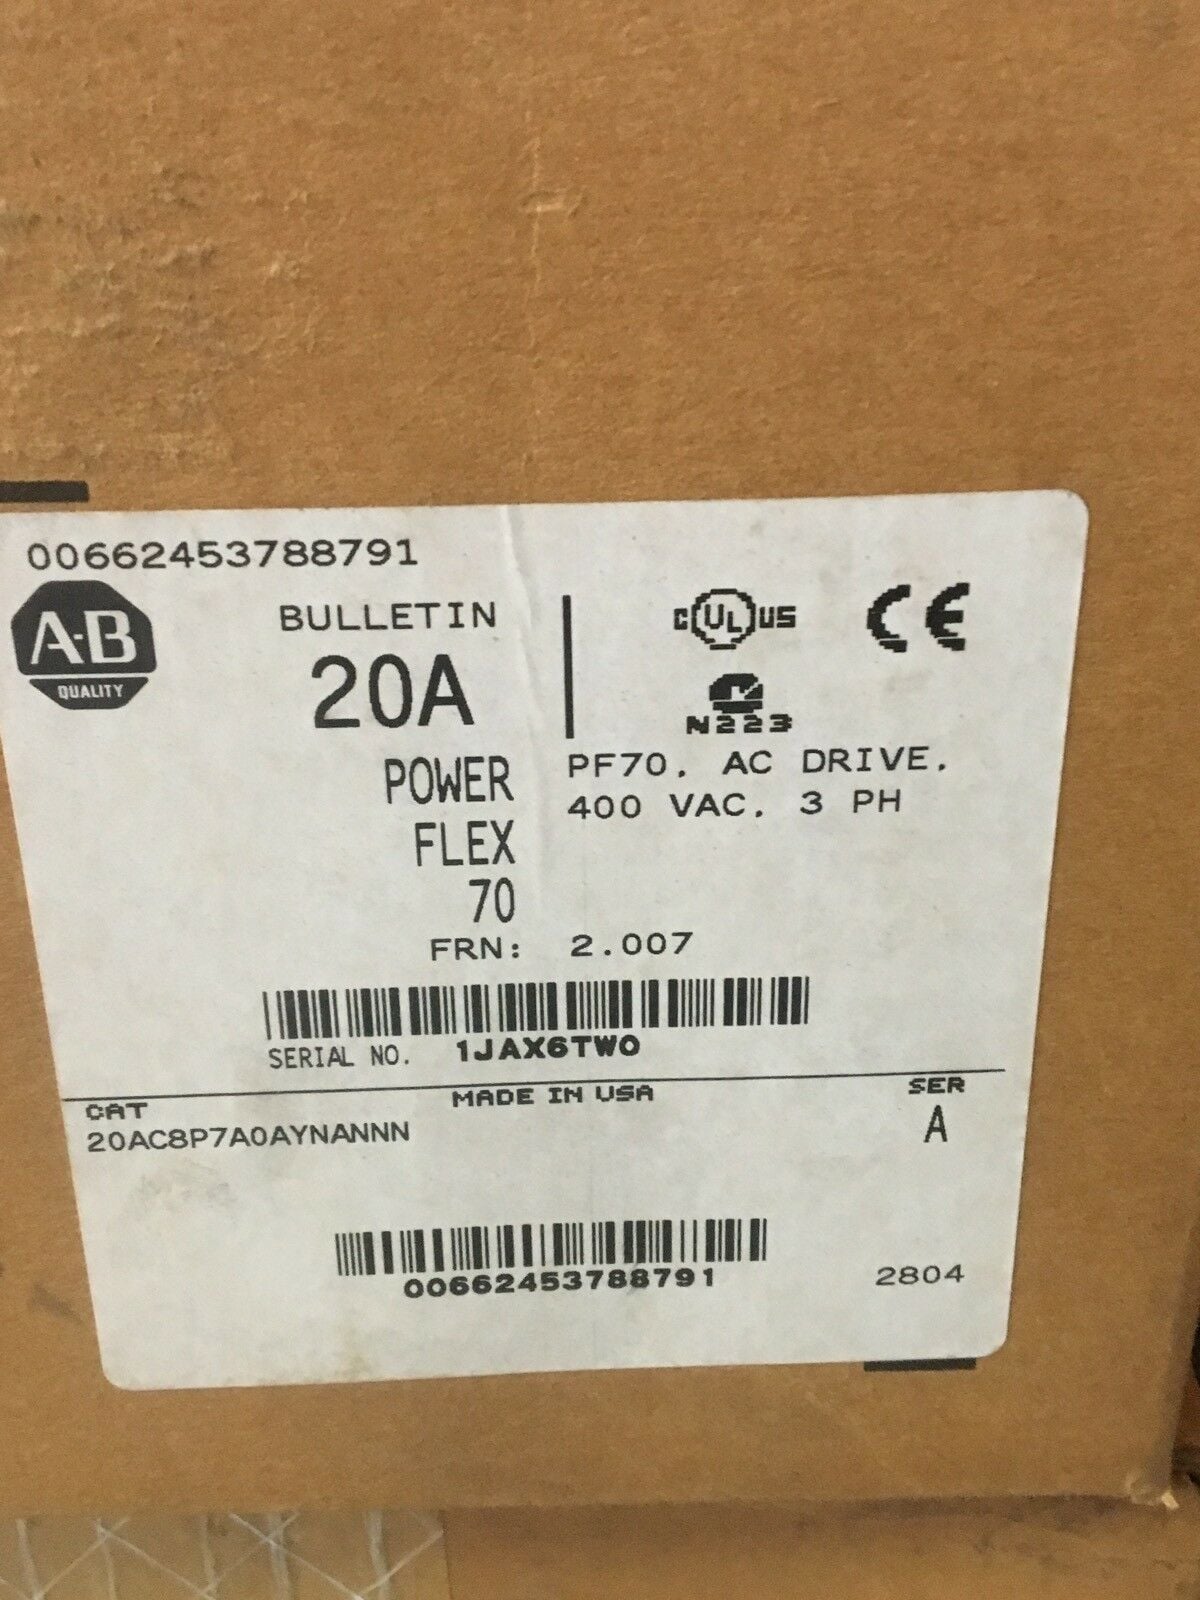 00662453788791
A-B
QUALITY
BULLETIN
20A
C UL US
CE
N223
POWER
FLEX
70
PF70, AC DRIVE,
400 VAC, 3 PH
FRN: 2.007
SERIAL NO. 1JAX6TWO
MADE IN USA
CAT
20AC8P7A0AYNANNN
SER
A
00662453788791
2804